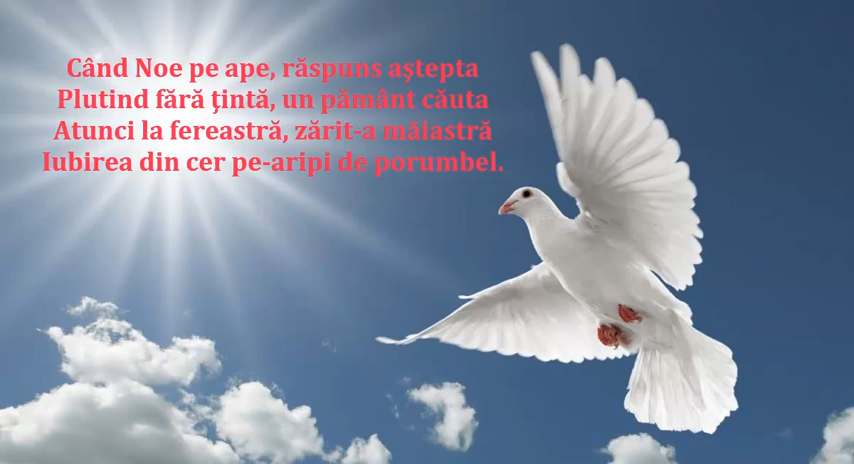 Când Noe pe ape, răspuns aştepta
Plutind fără ţintă, un pământ căuta
Atunci la fereastră, zărit-a măiastră
Iubirea din cer pe-aripi de porumbel.